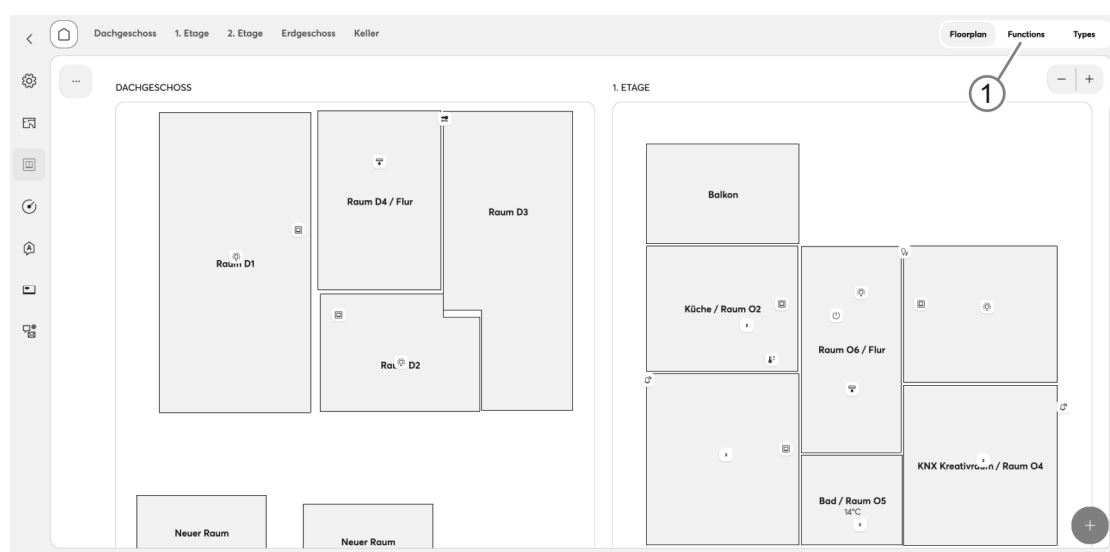 Dachgeschoss 1. Etage 2. Etage Erdgeschoss Keller
Floorplan Functions Types
...
1
DACHGESCHOSS
1. ETAGE
Raum D4 / Flur
Raum D3
Raum D1
Raum D2
Neuer Raum
Neuer Raum
Balkon
Küche / Raum O2
Raum O6 / Flur
KNX Kreativraum / Raum O4
Bad / Raum O5
14°C